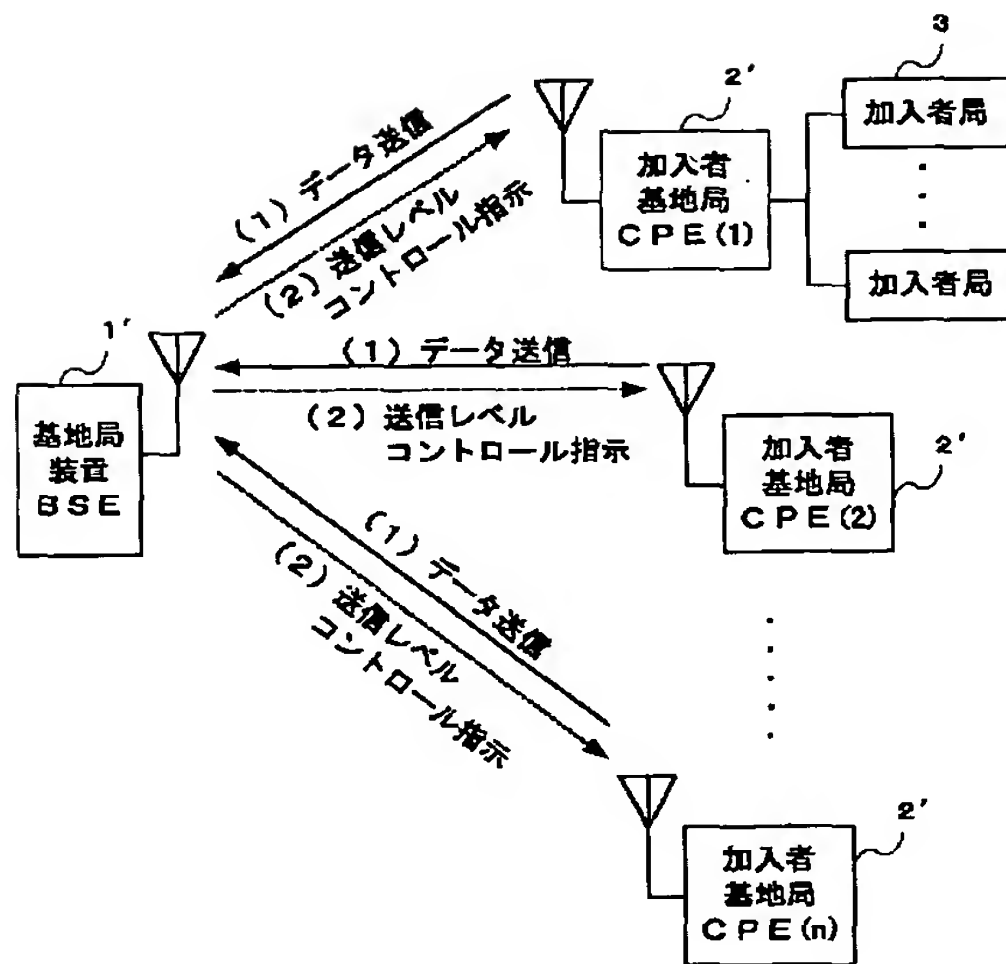 3
2'
加入者局
加入者
基地局
CPE(1)
加入者局
(1)データ送信
(2)送信レベル
コントロール指示
1'
基地局
装置
BSE
(1)データ送信
(2)送信レベル
コントロール指示
2'
加入者
基地局
CPE(2)
(1)データ送信
(2)送信レベル
コントロール指示
2'
加入者
基地局
CPE(n)